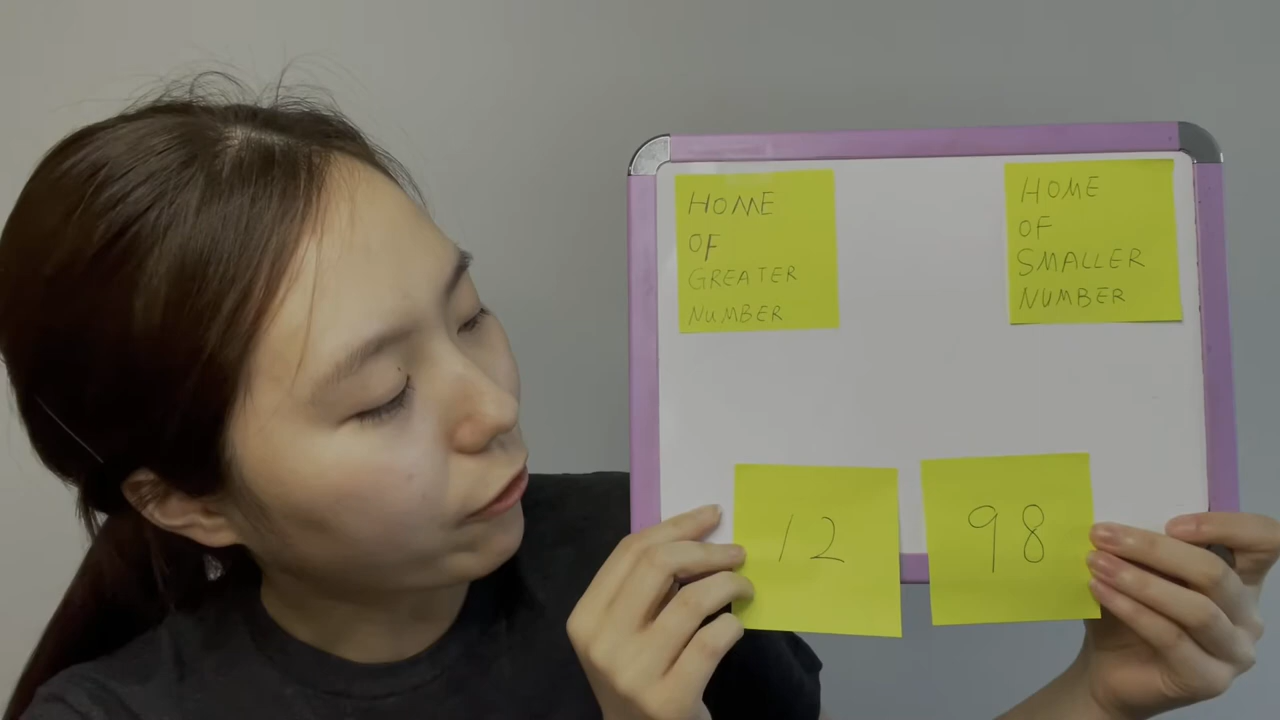 HOME
OF
GREATER
NUMBER
HOME
OF
SMALLER
NUMBER
12
98